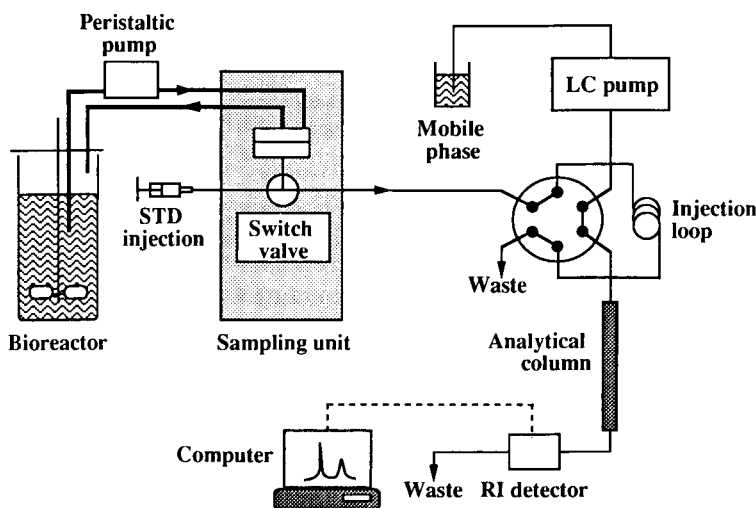 Peristaltic
pump
LC pump
Mobile
phase
STD
injection
Switch
valve
Injection
loop
Waste
Bioreactor
Sampling unit
Analytical
column
Computer
Waste
RI detector